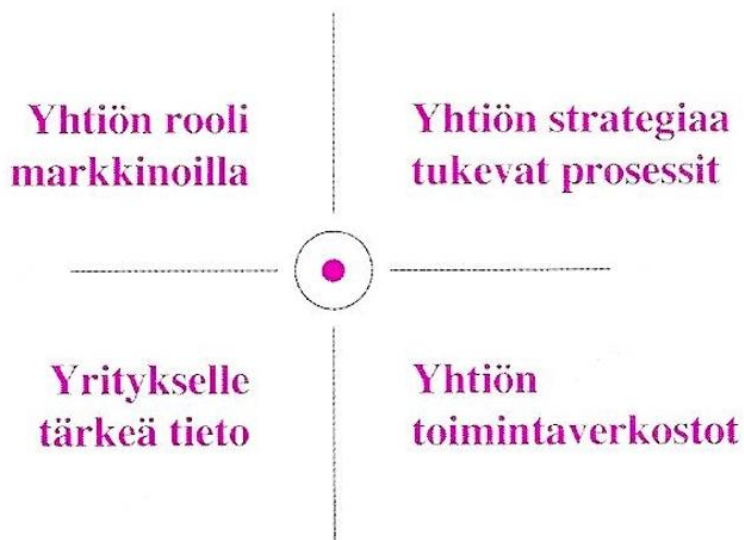 Yhtiön rooli
markkinoilla
Yhtiön strategiaa
tukevat prosessit
Yritykselle
tärkeä tieto
Yhtiön
toimintaverkostot